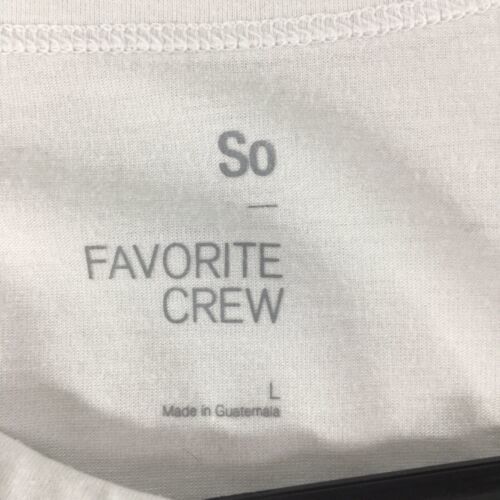 So
—
FAVORITE
CREW
L
Made in Guatemala